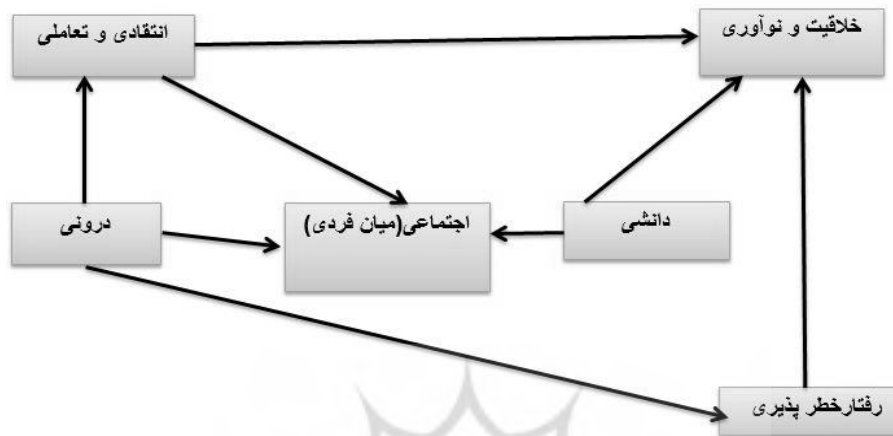 خلاقیت و نوآوری
انتقادی و تعاملی
دانشی
اجتماعی(میان فردی)
درونی
رفتارخطر پذیری